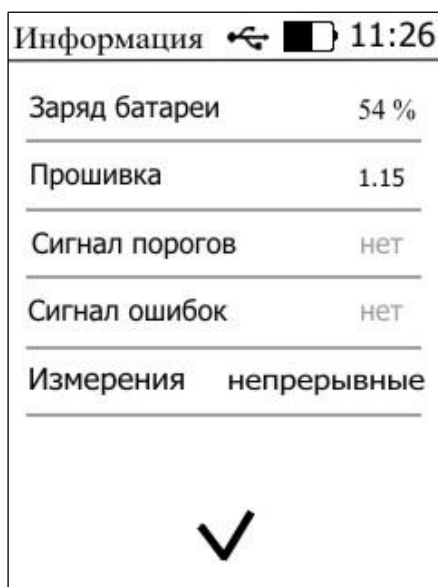 Информация 11:26
Заряд батареи 54 %
Прошивка 1.15
Сигнал порогов нет
Сигнал ошибок нет
Измерения непрерывные